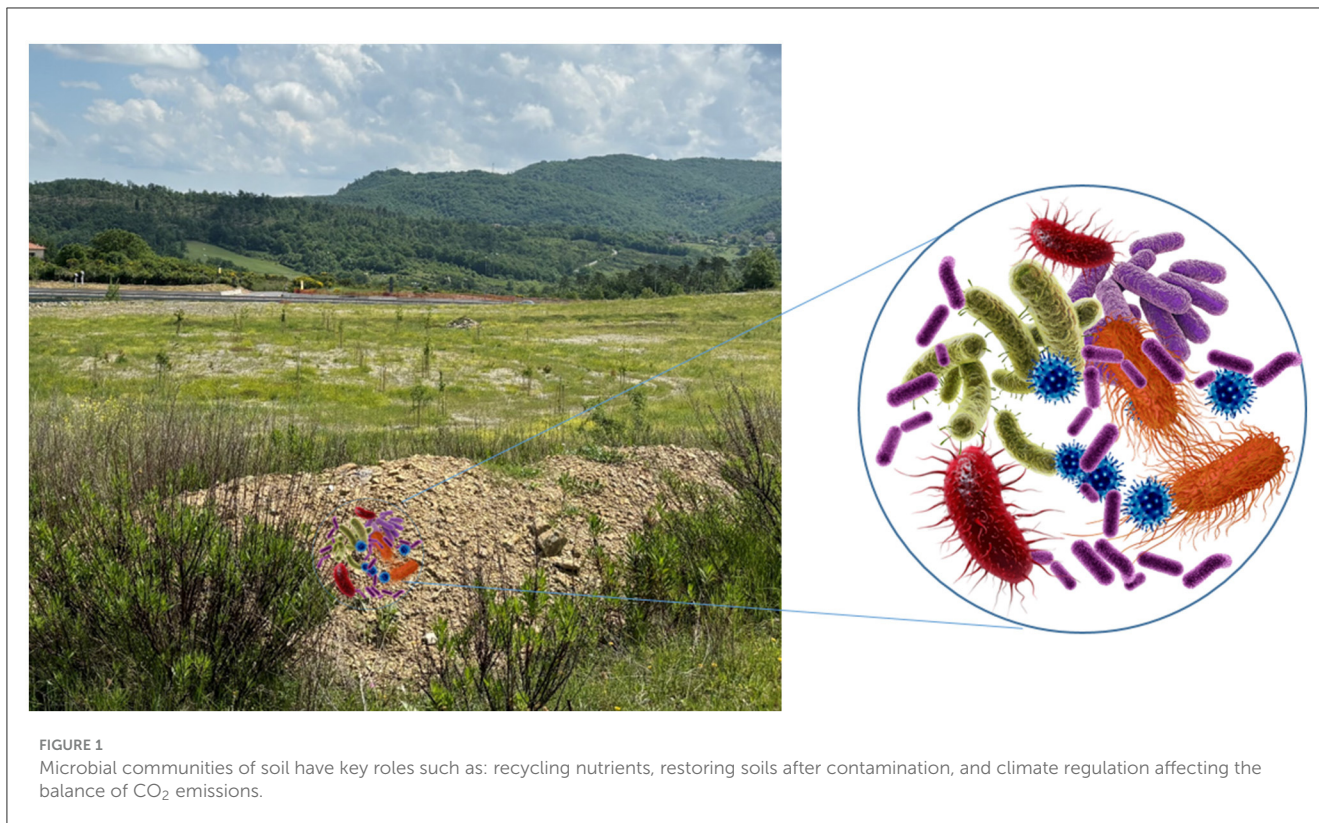 FIGURE 1
Microbial communities of soil have key roles such as: recycling nutrients, restoring soils after contamination, and climate regulation affecting the
balance of CO₂ emissions.